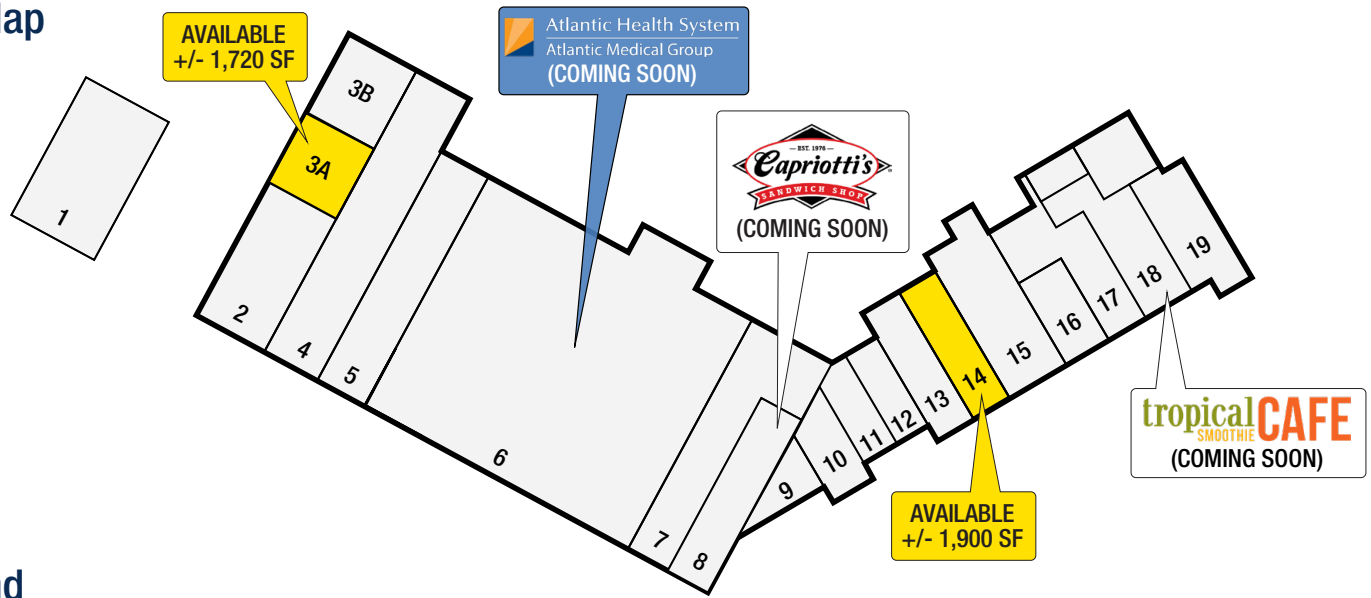 ap
AVAILABLE
+/- 1,720 SF
Atlantic Health System
Atlantic Medical Group
(COMING SOON)
EST. 1976
Capriotti's
SANDWICH SHOP
(COMING SOON)
3B
3A
1
2
4
5
6
7
8
9
10
11
12
13
14
15
16
17
18
19
tropical
SMOOTHIE
CAFE
(COMING SOON)
AVAILABLE
+/- 1,900 SF
nd